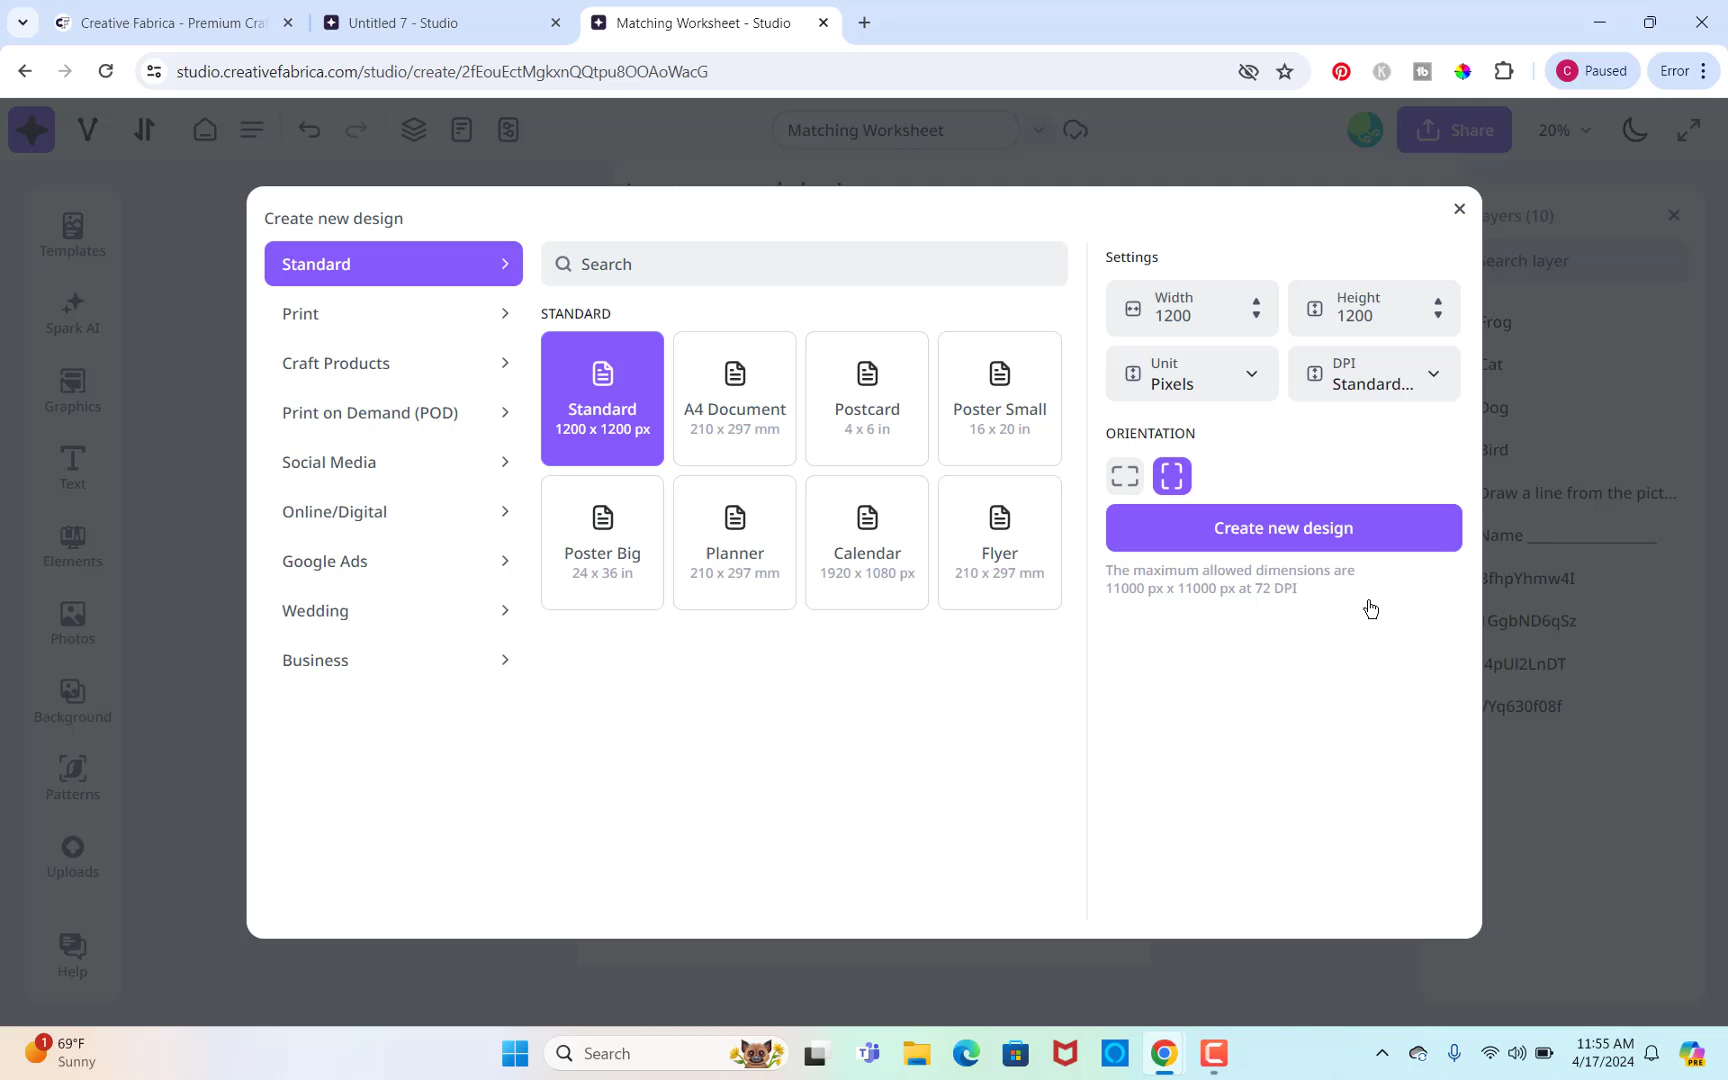 Creative Fabrica - Premium Cra
Untitled 7 - Studio
Matching Worksheet - Studio
studio.creativefabrica.com/studio/create/2fEouEctMgkxnQQtpu8OOAoWacG
C Paused
Error
Matching Worksheet
Share
20%
Templates
Spark AI
Graphics
Text
Elements
Photos
Background
Patterns
Uploads
Help
Create new design
Standard
Print
Craft Products
Print on Demand (POD)
Social Media
Online/Digital
Google Ads
Wedding
Business
Search
STANDARD
Standard
1200 x 1200 px
A4 Document
210 x 297 mm
Postcard
4 x 6 in
Poster Small
16 x 20 in
Poster Big
24 x 36 in
Planner
210 x 297 mm
Calendar
1920 x 1080 px
Flyer
210 x 297 mm
Settings
Width
1200
Height
1200
Unit
Pixels
DPI
Standard...
ORIENTATION
Create new design
The maximum allowed dimensions are
11000 px x 11000 px at 72 DPI
ayers (10)
earch layer
Frog
Cat
Dog
Bird
Draw a line from the pict...
Name ________________
3fhpYhmw4I
GgbND6qSz
4pUl2LnDT
Yq630f08f
1
69°F
Sunny
Search
11:55 AM
4/17/2024
PRE